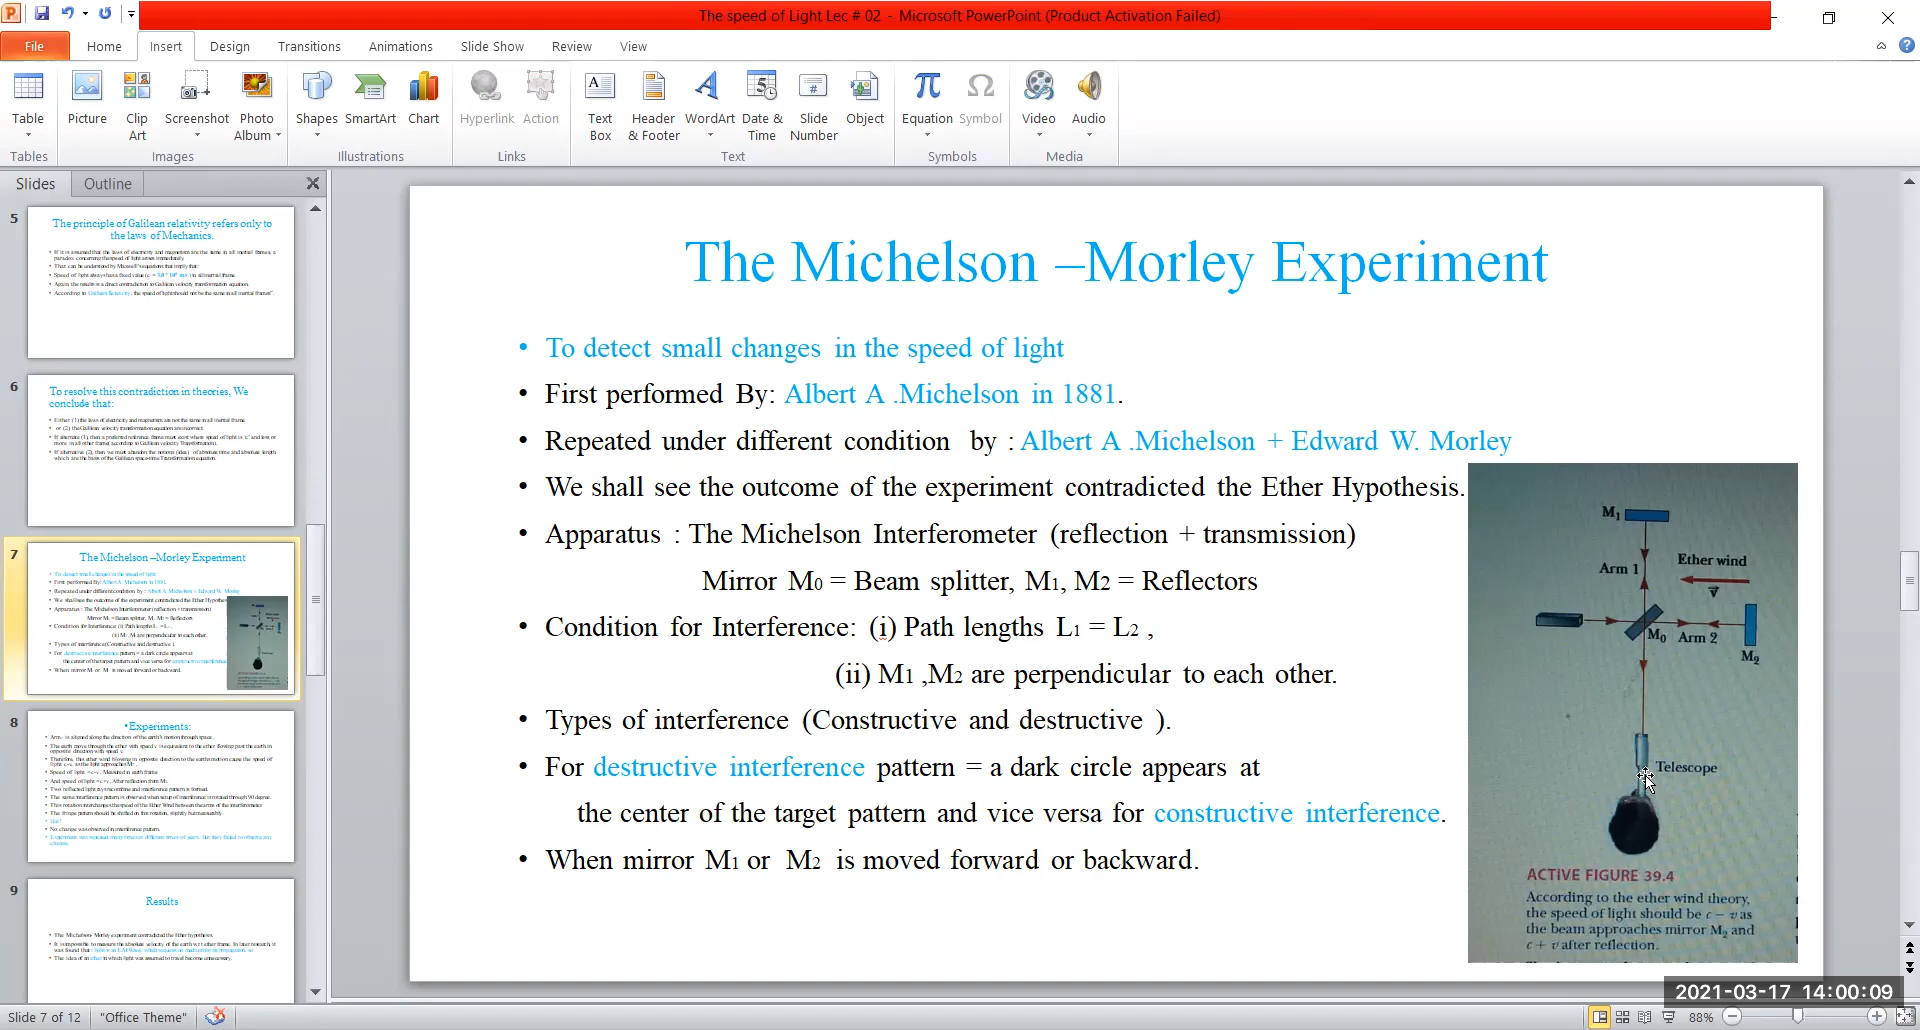 The speed of Light Lec # 02 - Microsoft PowerPoint (Product Activation Failed)
File Home Insert Design Transitions Animations Slide Show Review View
Table
Picture
Clip Art
Screenshot
Photo Album
Shapes
SmartArt
Chart
Hyperlink
Action
Text Box
Header & Footer
WordArt
Date & Time
Slide Number
Object
Equation
Symbol
Video
Audio
Tables Images Illustrations Links Text Symbols Media
Slides Outline
5
The principle of Galilean relativity refers only to
the laws of Mechanics.
6
To resolve this contradiction in theories, We
conclude that:
7
The Michelson –Morley Experiment
8
•Experiments:
9
Results
The Michelson –Morley Experiment
• To detect small changes in the speed of light
• First performed By: Albert A .Michelson in 1881.
• Repeated under different condition by : Albert A .Michelson + Edward W. Morley
• We shall see the outcome of the experiment contradicted the Ether Hypothesis.
• Apparatus : The Michelson Interferometer (reflection + transmission)
Mirror M0 = Beam splitter, M1, M2 = Reflectors
• Condition for Interference: (i) Path lengths L1 = L2 ,
(ii) M1 ,M2 are perpendicular to each other.
• Types of interference (Constructive and destructive ).
• For destructive interference pattern = a dark circle appears at
the center of the target pattern and vice versa for constructive interference.
• When mirror M1 or M2 is moved forward or backward.
M1
Ether wind
Arm 1
v
M0 Arm 2
M2
Telescope
ACTIVE FIGURE 39.4
According to the ether wind theory,
the speed of light should be c − v as
the beam approaches mirror M2 and
c + v after reflection.
2021-03-17 14:00:09
Slide 7 of 12 "Office Theme" 88%